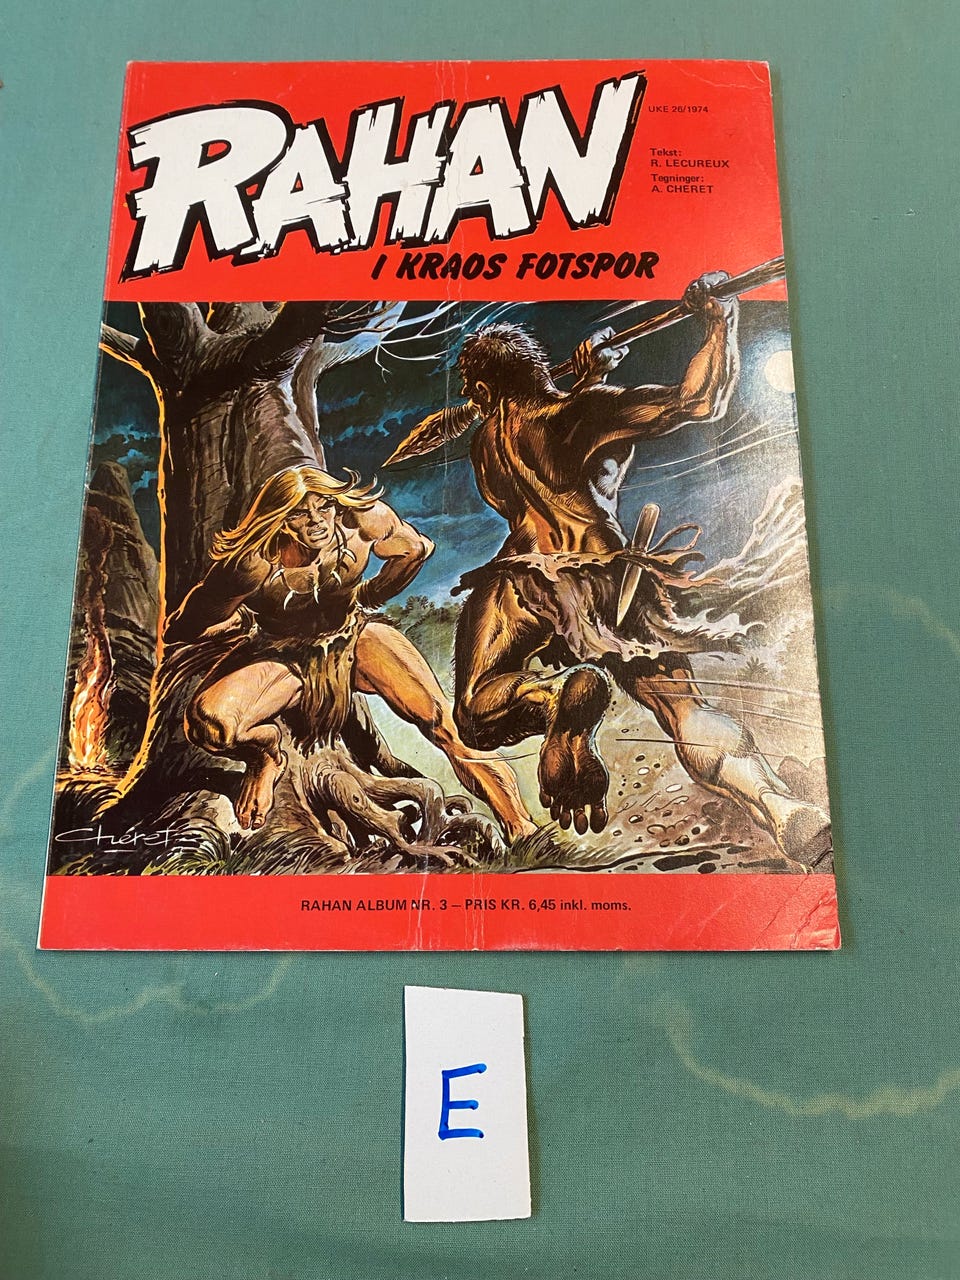 RAHAN
UKE 26/1974
Tekst:
R. LECUREUX
Tegninger:
A. CHERET
I KRAOS FOTSPOR
Chéret
RAHAN ALBUM NR. 3 – PRIS KR. 6,45 inkl. moms.
E